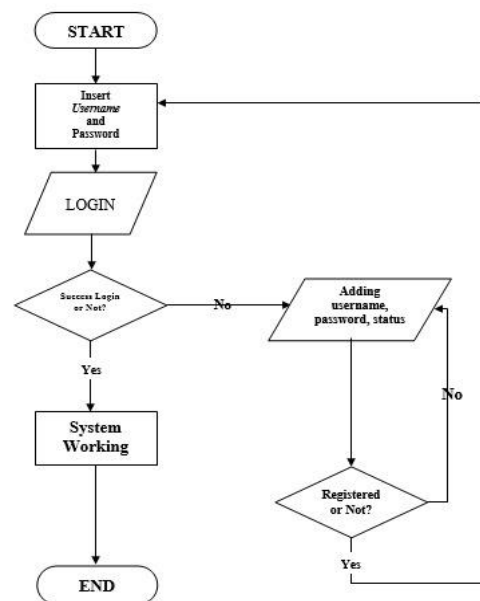 START
Insert
Username
and
Password
LOGIN
Success Login
or Not?
No
Adding
username,
password, status
Yes
No
System
Working
Registered
or Not?
Yes
END